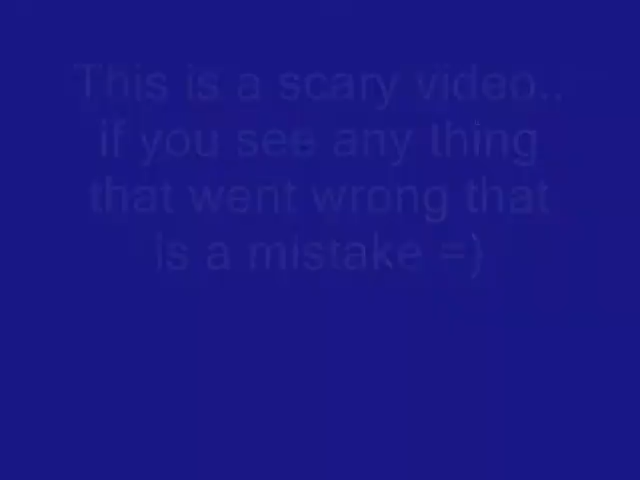 This is a scary video..
if you see any thing
that went wrong that
is a mistake =)